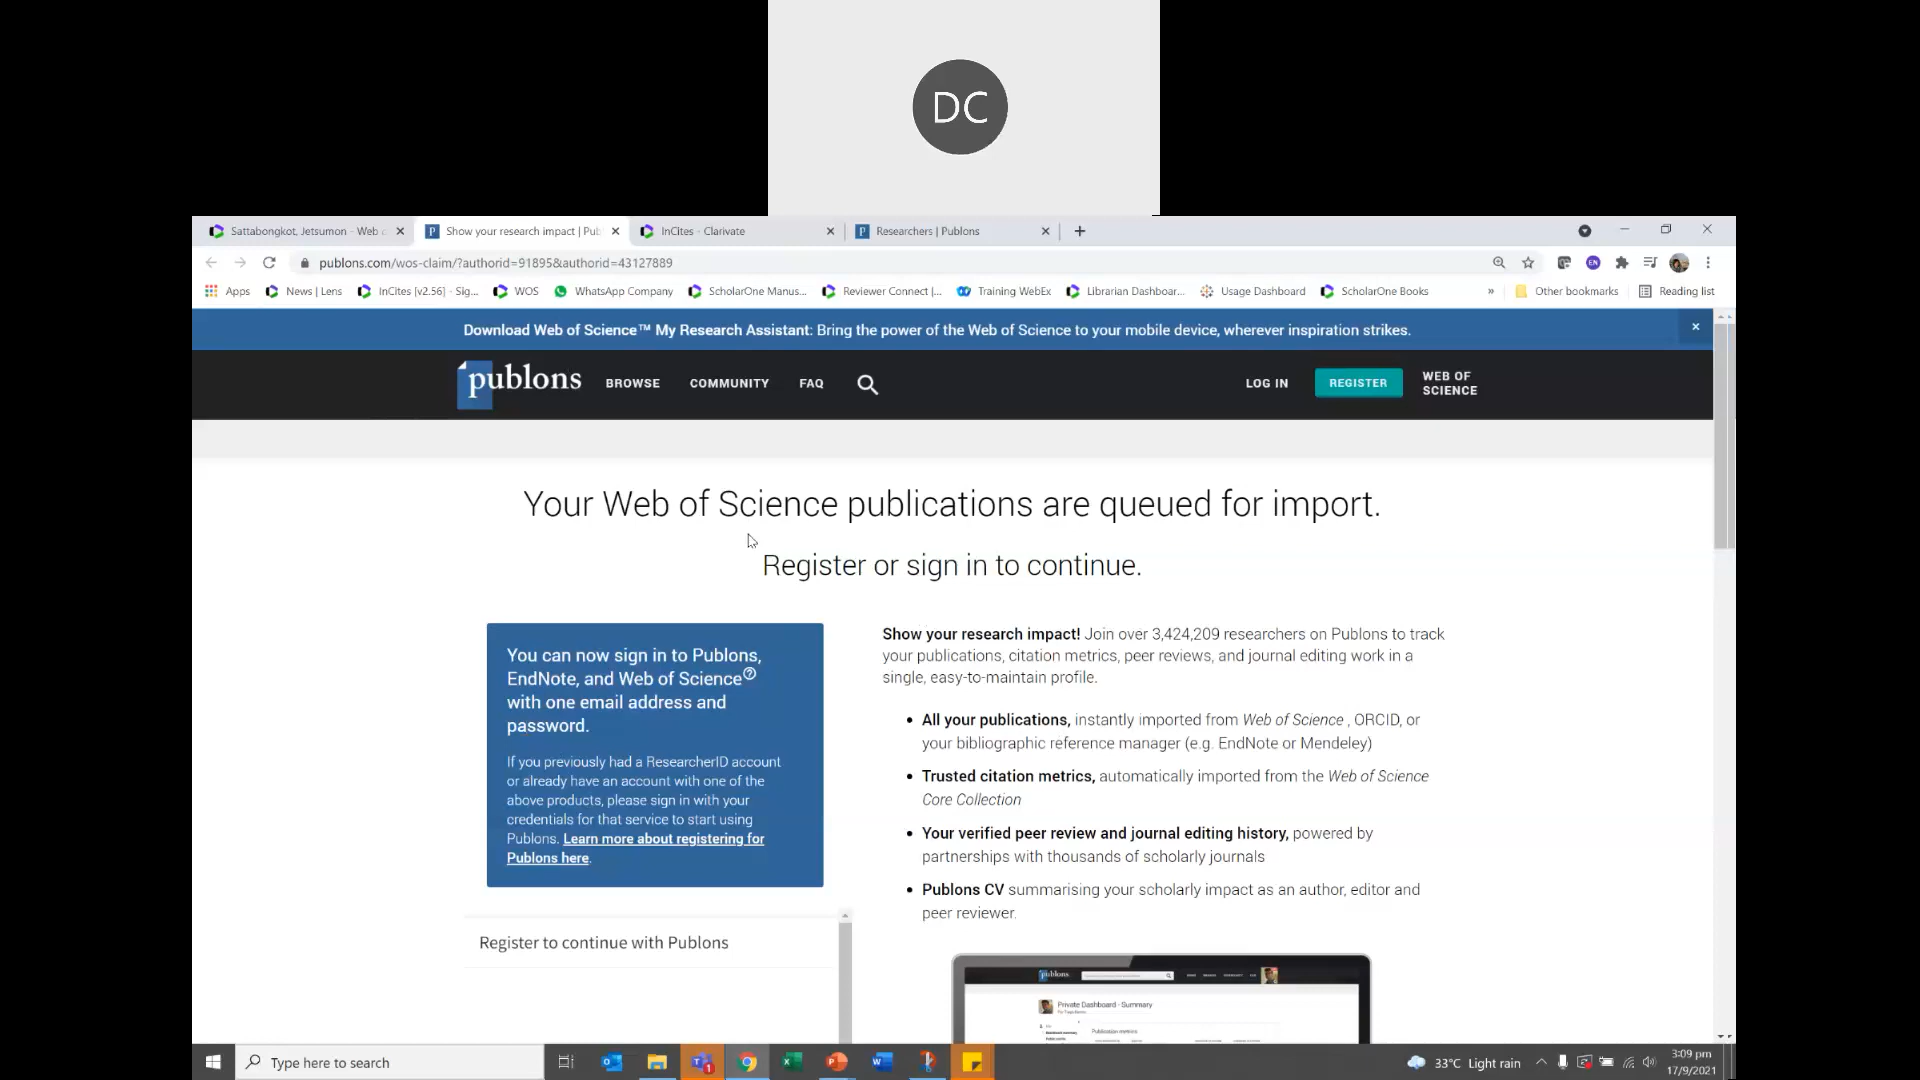 DC
Sattabongkot, Jetsumon - Web o
Show your research impact | Pub
InCites - Clarivate
Researchers | Publons
publons.com/wos-claim/?authorid=91895&authorid=43127889
Apps
News | Lens
InCites [v2.56] - Sig...
WOS
WhatsApp Company
ScholarOne Manus...
Reviewer Connect |...
Training WebEx
Librarian Dashboar...
Usage Dashboard
ScholarOne Books
»
Other bookmarks
Reading list
Download Web of Science™ My Research Assistant: Bring the power of the Web of Science to your mobile device, wherever inspiration strikes.
publons
BROWSE
COMMUNITY
FAQ
LOG IN
REGISTER
WEB OF
SCIENCE
Your Web of Science publications are queued for import.
Register or sign in to continue.
You can now sign in to Publons,
EndNote, and Web of Science?
with one email address and
password.
If you previously had a ResearcherID account
or already have an account with one of the
above products, please sign in with your
credentials for that service to start using
Publons. Learn more about registering for
Publons here.
Register to continue with Publons
Show your research impact! Join over 3,424,209 researchers on Publons to track
your publications, citation metrics, peer reviews, and journal editing work in a
single, easy-to-maintain profile.
• All your publications, instantly imported from Web of Science , ORCID, or
your bibliographic reference manager (e.g. EndNote or Mendeley)
• Trusted citation metrics, automatically imported from the Web of Science
Core Collection
• Your verified peer review and journal editing history, powered by
partnerships with thousands of scholarly journals
• Publons CV summarising your scholarly impact as an author, editor and
peer reviewer.
publons
Private Dashboard - Summary
Publication metrics
Type here to search
33°C Light rain
3:09 pm
17/9/2021